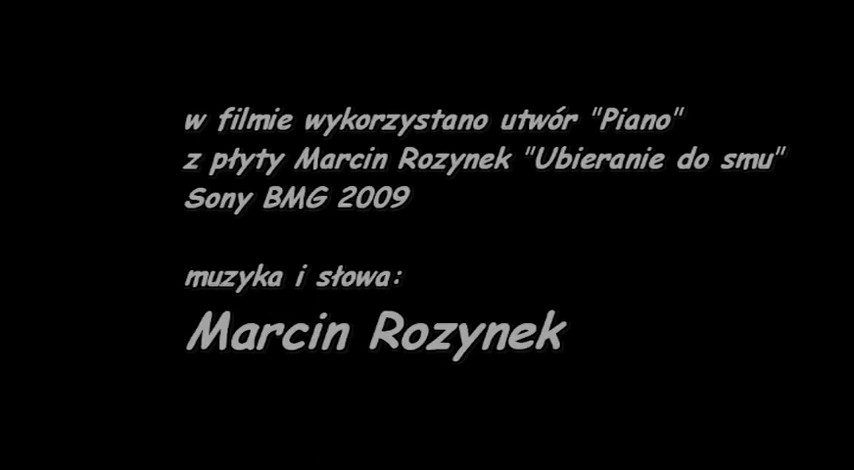 w filmie wykorzystano utwór "Piano"
z płyty Marcin Rozynek "Ubieranie do smu"
Sony BMG 2009
muzyka i słowa:
Marcin Rozynek